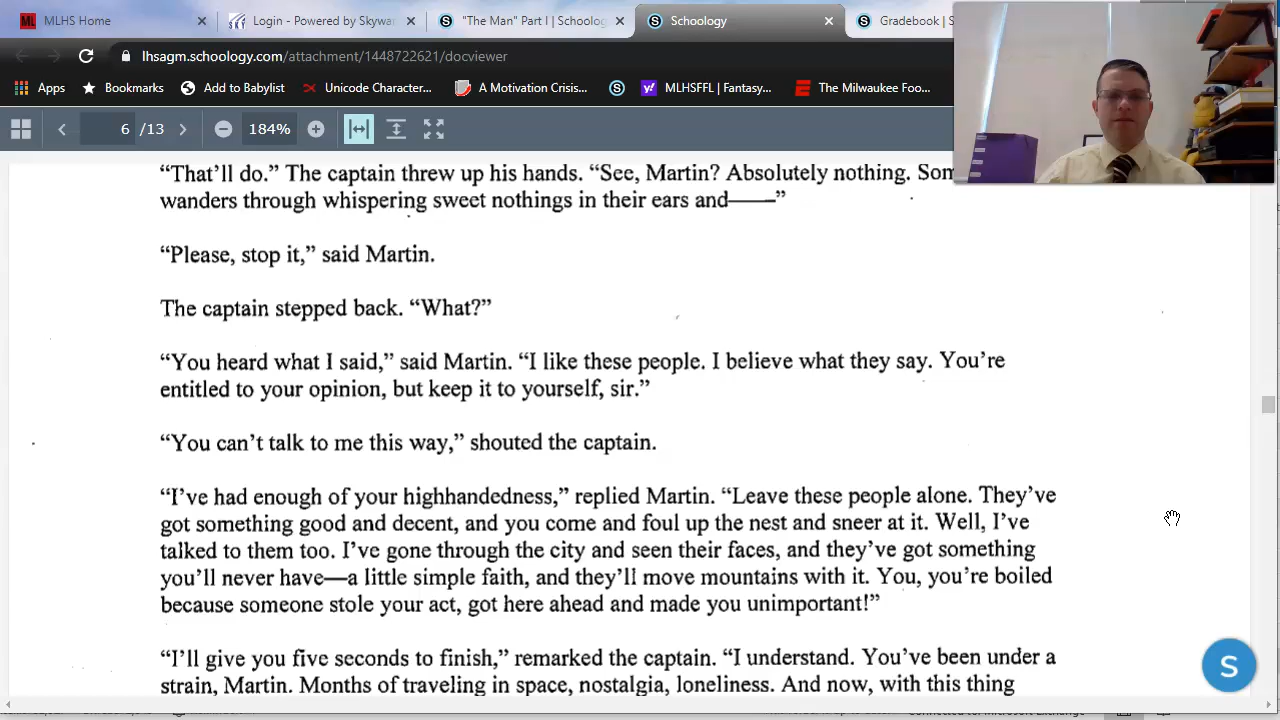 MLHS Home
Login - Powered by Skywar
"The Man" Part I | Schoolog
Schoology
Gradebook | S
lhsagm.schoology.com/attachment/1448722621/docviewer
Apps
Bookmarks
Add to Babylist
Unicode Character...
A Motivation Crisis...
MLHSFFL | Fantasy...
The Milwaukee Foo...
6 /13
184%
“That’ll do.” The captain threw up his hands. “See, Martin? Absolutely nothing. Som
wanders through whispering sweet nothings in their ears and——”
“Please, stop it,” said Martin.
The captain stepped back. “What?”
“You heard what I said,” said Martin. “I like these people. I believe what they say. You’re
entitled to your opinion, but keep it to yourself, sir.”
“You can’t talk to me this way,” shouted the captain.
“I’ve had enough of your highhandedness,” replied Martin. “Leave these people alone. They’ve
got something good and decent, and you come and foul up the nest and sneer at it. Well, I’ve
talked to them too. I’ve gone through the city and seen their faces, and they’ve got something
you’ll never have—a little simple faith, and they’ll move mountains with it. You, you’re boiled
because someone stole your act, got here ahead and made you unimportant!”
“I’ll give you five seconds to finish,” remarked the captain. “I understand. You’ve been under a
strain, Martin. Months of traveling in space, nostalgia, loneliness. And now, with this thing
S